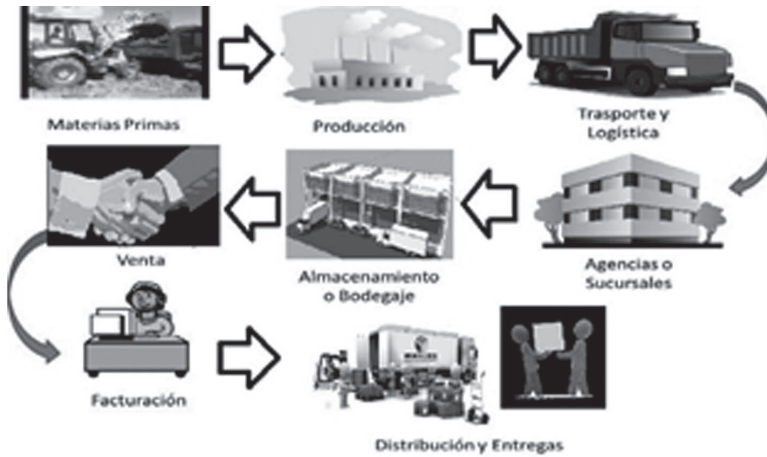 Materias Primas
Producción
Trasporte y
Logística
Agencias o
Sucursales
Almacenamiento
o Bodegaje
Venta
Facturación
Distribución y Entregas